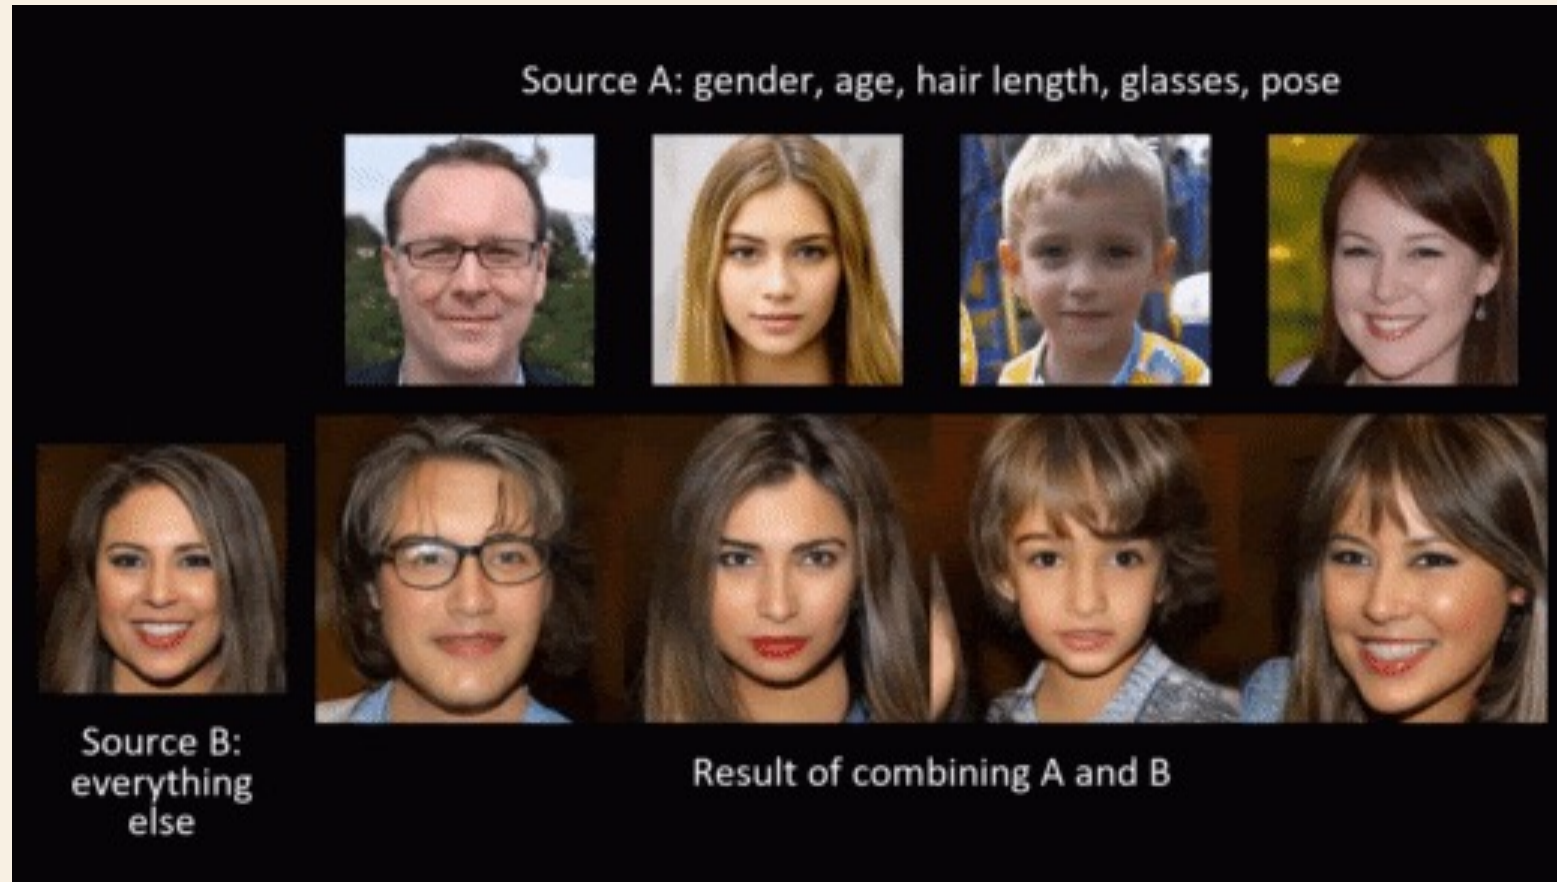 Source A: gender, age, hair length, glasses, pose
Source B:
everything
else
Result of combining A and B